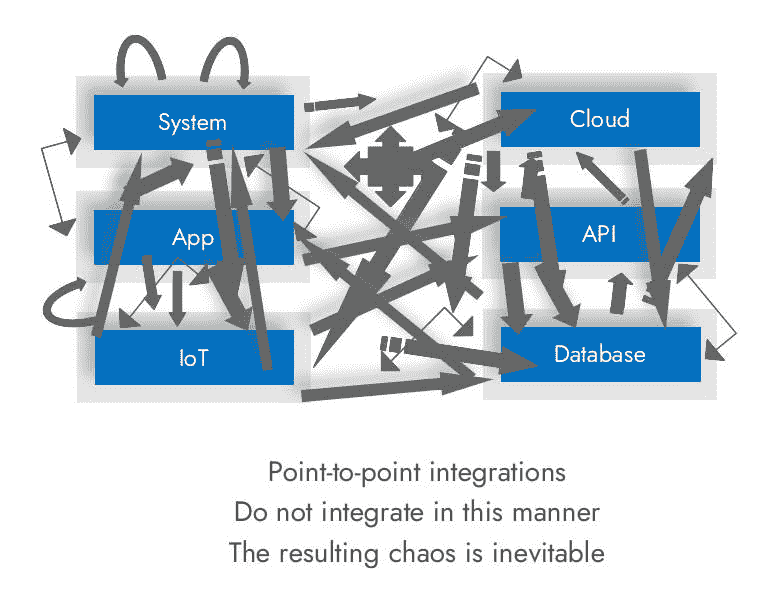 System
Cloud
App
API
IoT
Database
Point-to-point integrations
Do not integrate in this manner
The resulting chaos is inevitable